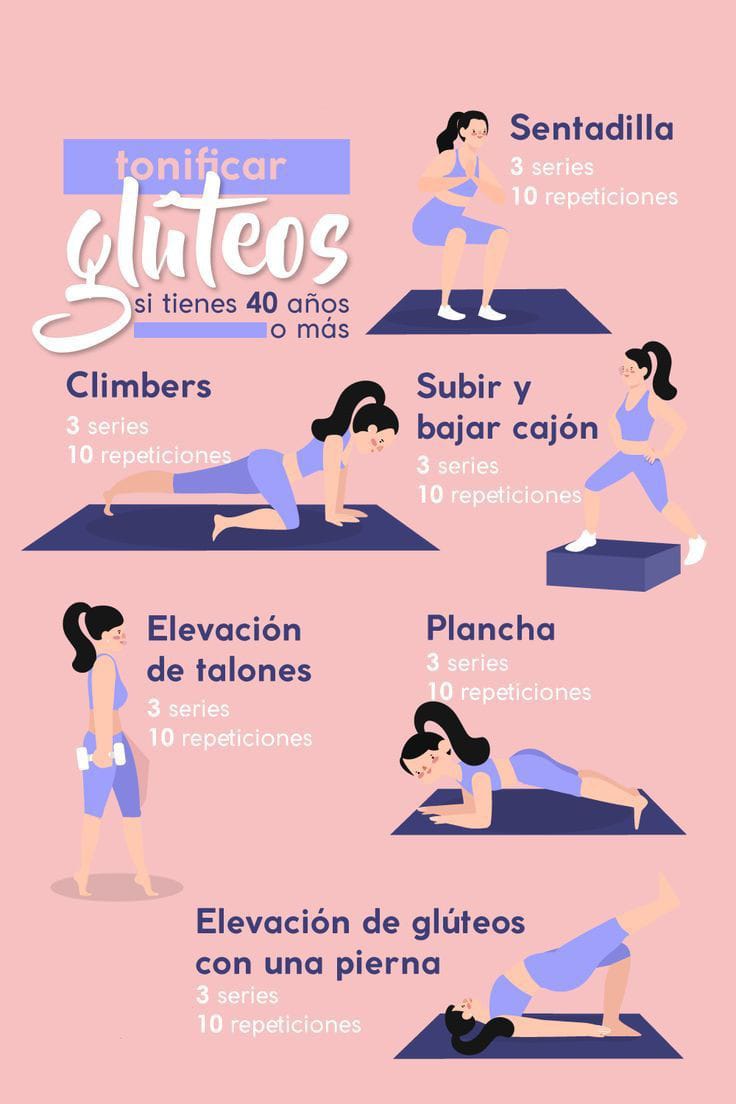 tonificar
glúteos
si tienes 40 años
o más
Sentadilla
3 series
10 repeticiones
Climbers
3 series
10 repeticiones
Subir y
bajar cajón
3 series
10 repeticiones
Elevación
de talones
3 series
10 repeticiones
Plancha
3 series
10 repeticiones
Elevación de glúteos
con una pierna
3 series
10 repeticiones